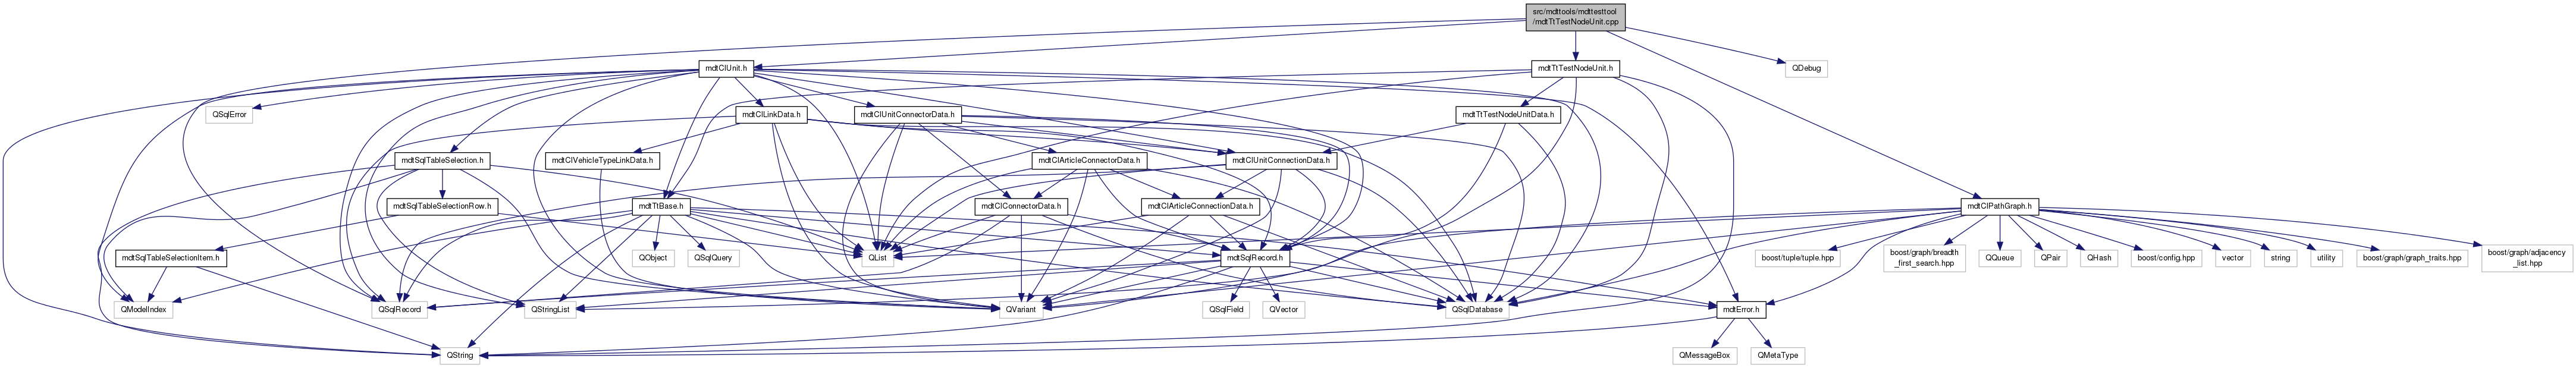 src/mdttools/mdttesttool
/mdtTtTestNodeUnit.cpp
mdtClUnit.h
mdtTtTestNodeUnit.h
QDebug
QSqlError
mdtClLinkData.h
mdtClUnitConnectorData.h
mdtTtTestNodeUnitData.h
mdtSqlTableSelection.h
mdtClVehicleTypeLinkData.h
mdtClArticleConnectorData.h
mdtClUnitConnectionData.h
mdtSqlTableSelectionRow.h
mdtTtBase.h
mdtClConnectorData.h
mdtClArticleConnectionData.h
mdtClPathGraph.h
mdtSqlTableSelectionItem.h
QObject
QSqlQuery
QList
mdtSqlRecord.h
boost/tuple/tuple.hpp
boost/graph/breadth
_first_search.hpp
QQueue
QPair
QHash
boost/config.hpp
vector
string
utility
boost/graph/graph_traits.hpp
boost/graph/adjacency
_list.hpp
QModelIndex
QSqlRecord
QStringList
QVariant
QSqlField
QVector
QSqlDatabase
mdtError.h
QString
QMessageBox
QMetaType